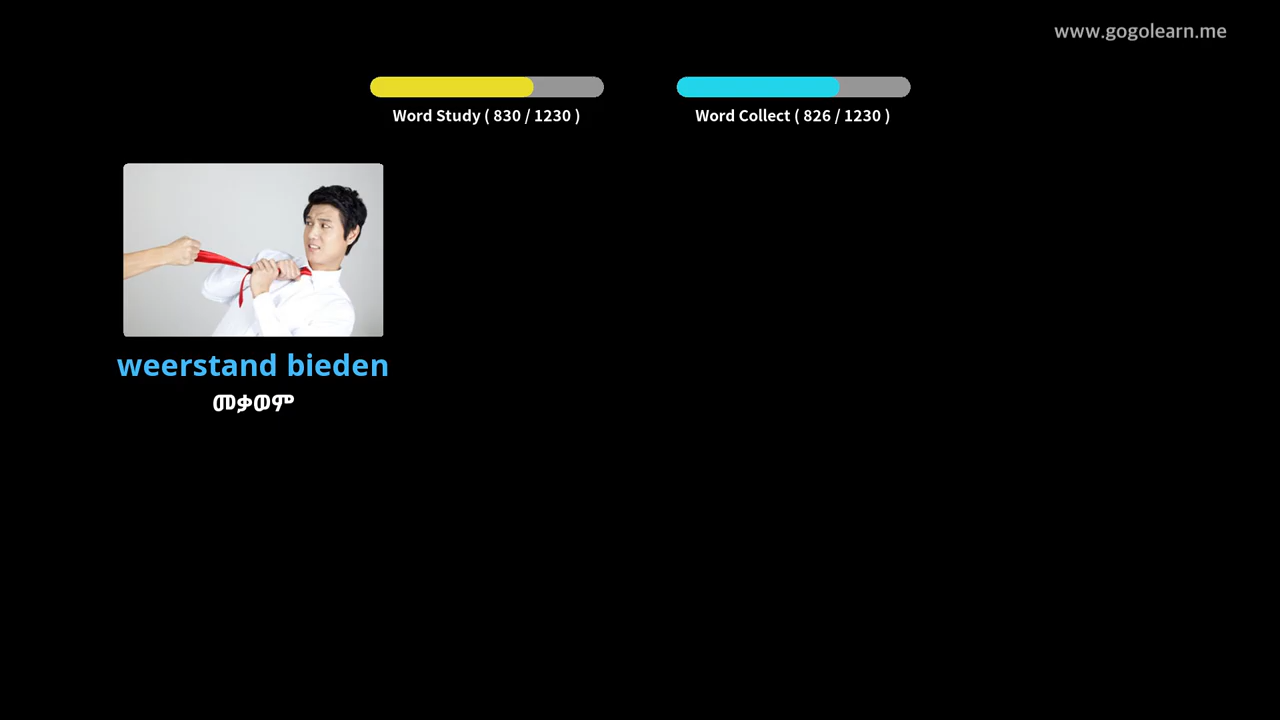 www.gogolearn.me
Word Study ( 830 / 1230 )
Word Collect ( 826 / 1230 )
weerstand bieden
መቃወም